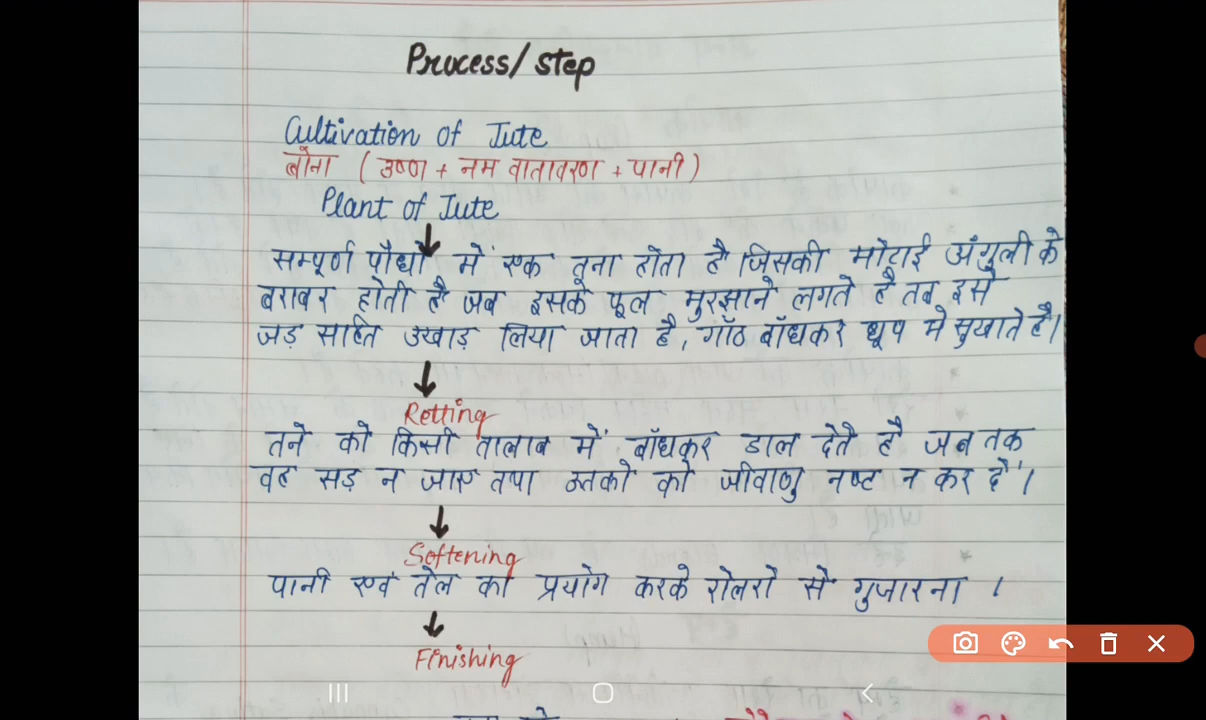 Process/step
Cultivation of Jute
बोना (उष्ण + नम वातावरण + पानी)
Plant of Jute
सम्पूर्ण पौधों में एक तना होता है जिसकी मोटाई अंगुली के
बराबर होती है जब इसके फूल मुरझाने लगते है तब इसे
जड़ सहित उखाड़ लिया जाता है, गाँठ बाँधकर धूप मे सुखाते है।
Retting
तने को किसी तालाब में बाँधकर डाल देते है जब तक
वह सड़ न जाए तथा को जीवाणु नष्ट न कर दें।
Softening
पानी एवं तेल का प्रयोग करके रोलरो से गुजारना ।
Finishing